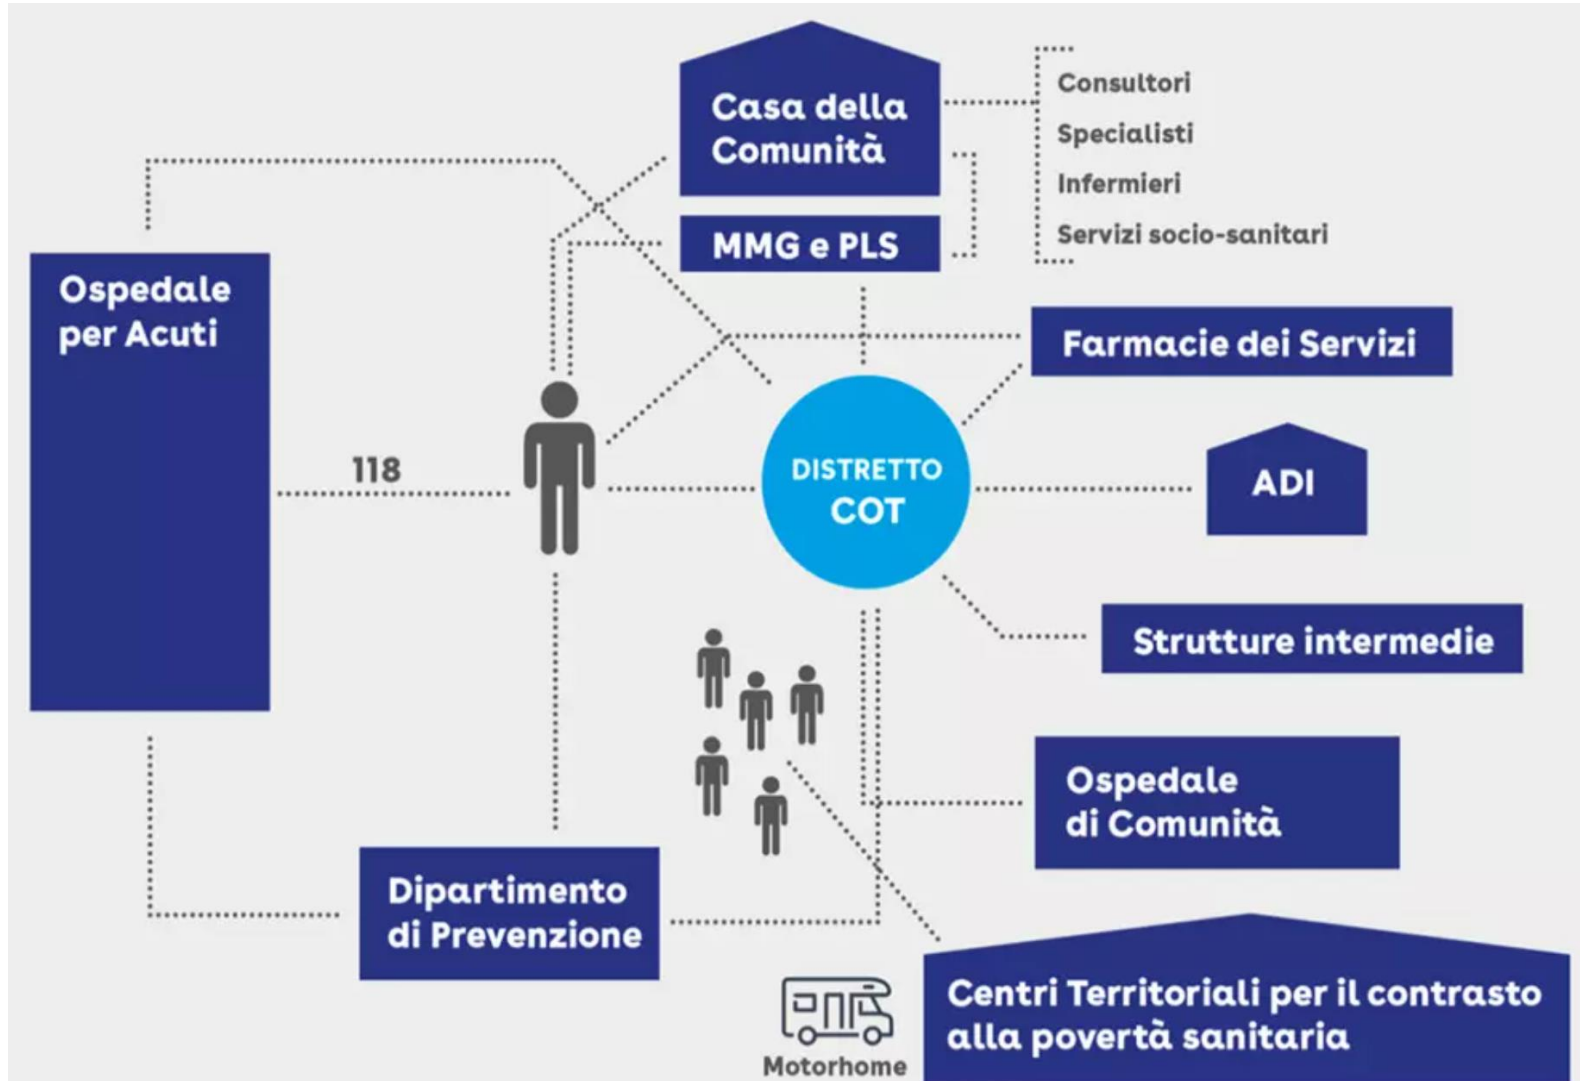 Casa della
Comunità
MMG e PLS
Consultori
Specialisti
Infermieri
Servizi socio-sanitari
Ospedale
per Acuti
Farmacie dei Servizi
118
DISTRETTO
COT
ADI
Strutture intermedie
Ospedale
di Comunità
Dipartimento
di Prevenzione
Centri Territoriali per il contrasto
alla povertà sanitaria
Motorhome